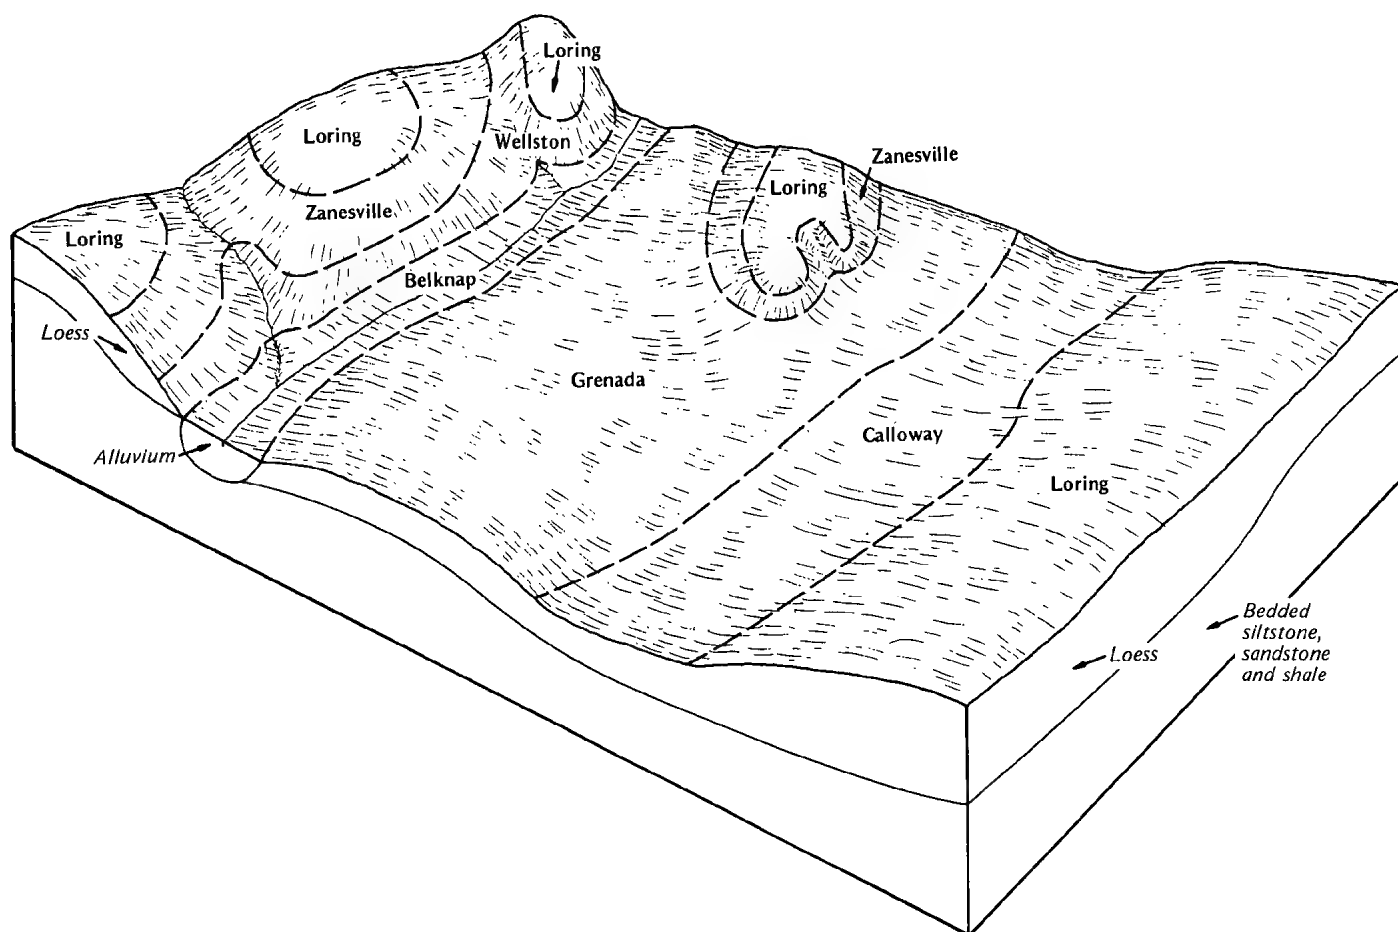 Loring
Wellston
Loring
Zanesville
Loring
Zanesville
Loring
Belknap
Loess
Grenada
Calloway
Alluvium
Loring
Bedded
siltstone,
sandstone
and shale
Loess